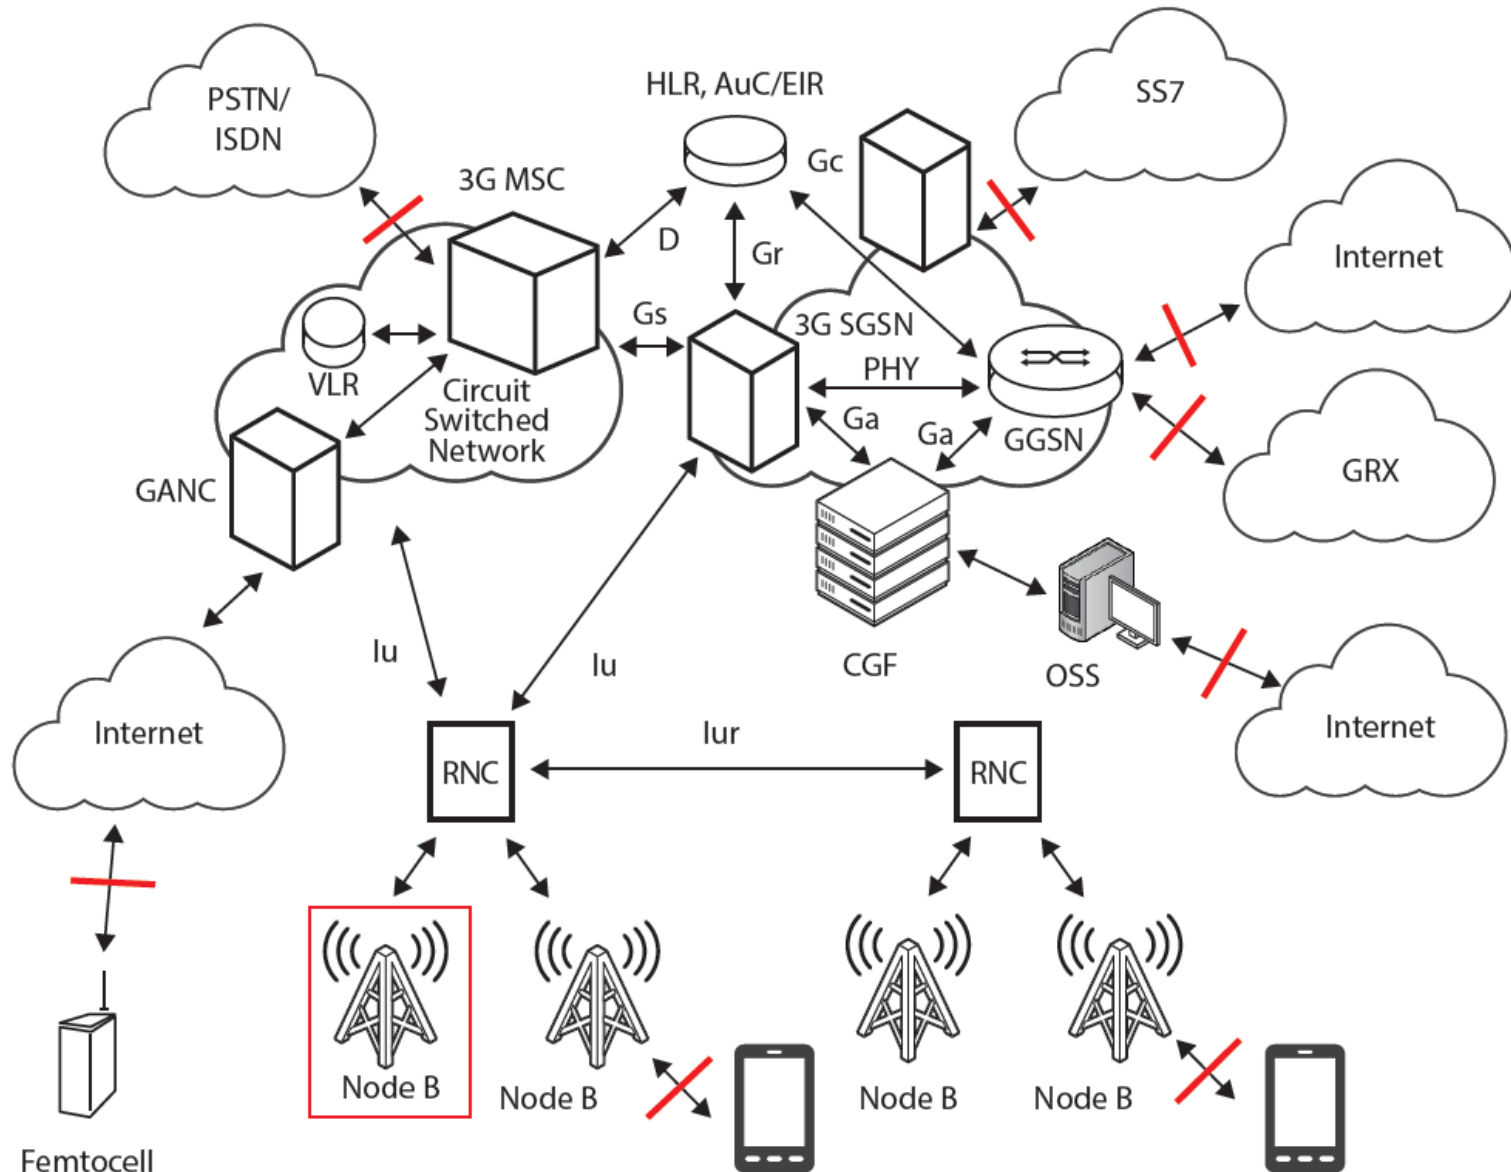 PSTN/
ISDN
HLR, AuC/EIR
SS7
3G MSC
Gc
D
Gr
Internet
Gs
3G SGSN
VLR
PHY
Circuit
Switched
Network
Ga
Ga
GGSN
GANC
GRX
Iu
Iu
CGF
OSS
Internet
Internet
Iur
RNC
RNC
Node B
Node B
Node B
Node B
Femtocell